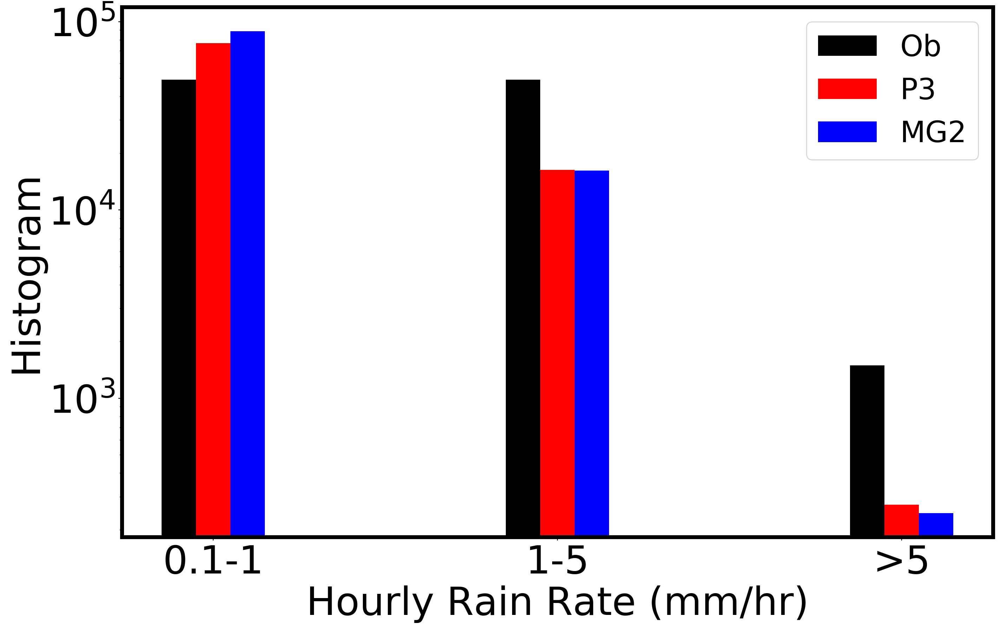 10^5
10^4
10^3
Histogram
Ob
P3
MG2
0.1-1
1-5
>5
Hourly Rain Rate (mm/hr)